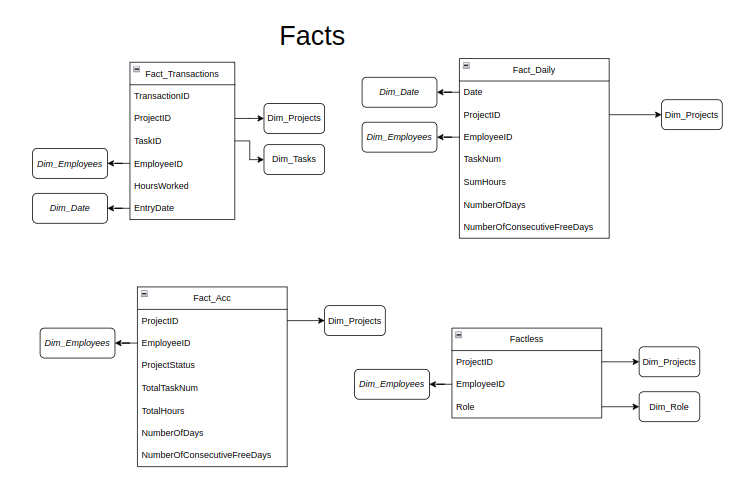 Facts
Fact_Transactions
TransactionID
ProjectID
TaskID
EmployeeID
HoursWorked
EntryDate
Dim_Projects
Dim_Tasks
Dim_Employees
Dim_Date
Fact_Daily
Date
ProjectID
EmployeeID
TaskNum
SumHours
NumberOfDays
NumberOfConsecutiveFreeDays
Dim_Date
Dim_Employees
Dim_Projects
Fact_Acc
ProjectID
EmployeeID
ProjectStatus
TotalTaskNum
TotalHours
NumberOfDays
NumberOfConsecutiveFreeDays
Dim_Employees
Dim_Projects
Factless
ProjectID
EmployeeID
Role
Dim_Employees
Dim_Projects
Dim_Role